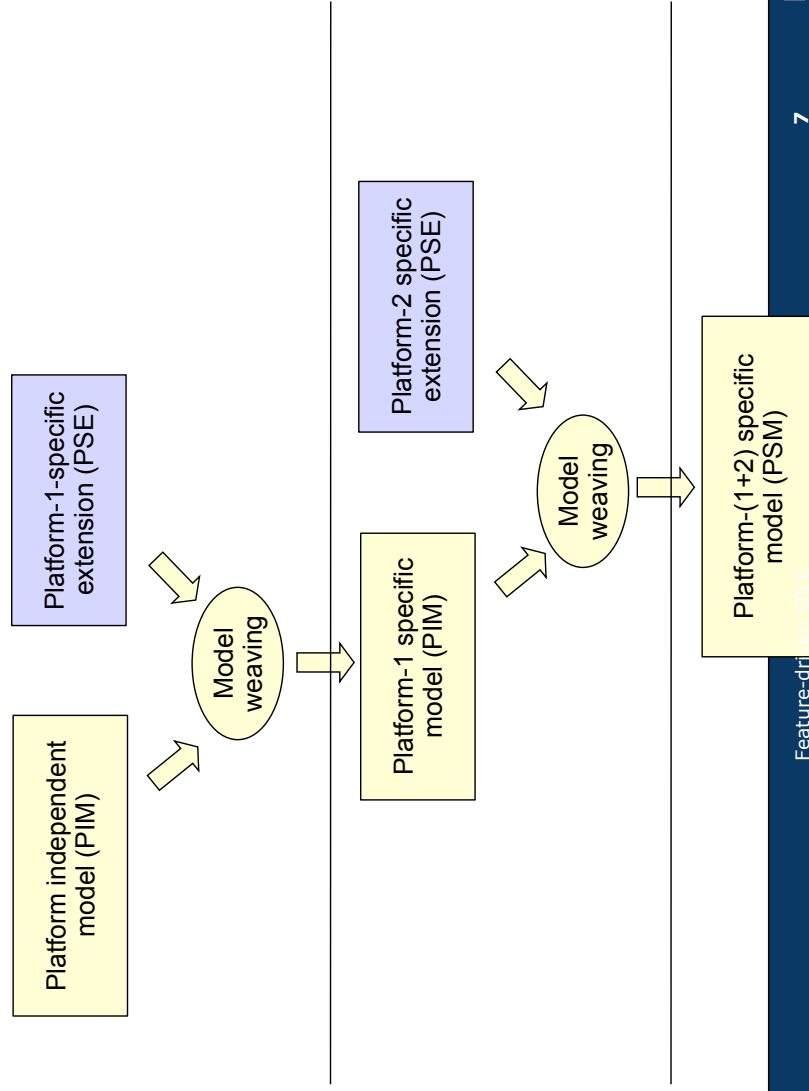 Platform independent
model (PIM)
Platform-1-specific
extension (PSE)
Model
weaving
Platform-1 specific
model (PIM)
Platform-2 specific
extension (PSE)
Model
weaving
Platform-(1+2) specific
model (PSM)
7